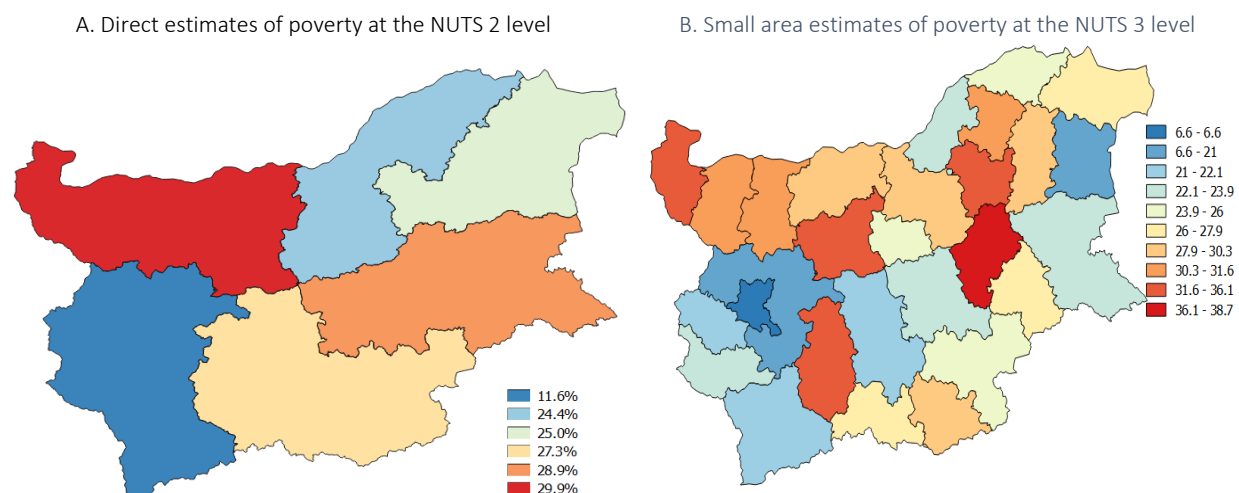 A. Direct estimates of poverty at the NUTS 2 level
B. Small area estimates of poverty at the NUTS 3 level
11.6%
24.4%
25.0%
27.3%
28.9%
29.9%
6.6 - 6.6
6.6 - 21
21 - 22.1
22.1 - 23.9
23.9 - 26
26 - 27.9
27.9 - 30.3
30.3 - 31.6
31.6 - 36.1
36.1 - 38.7